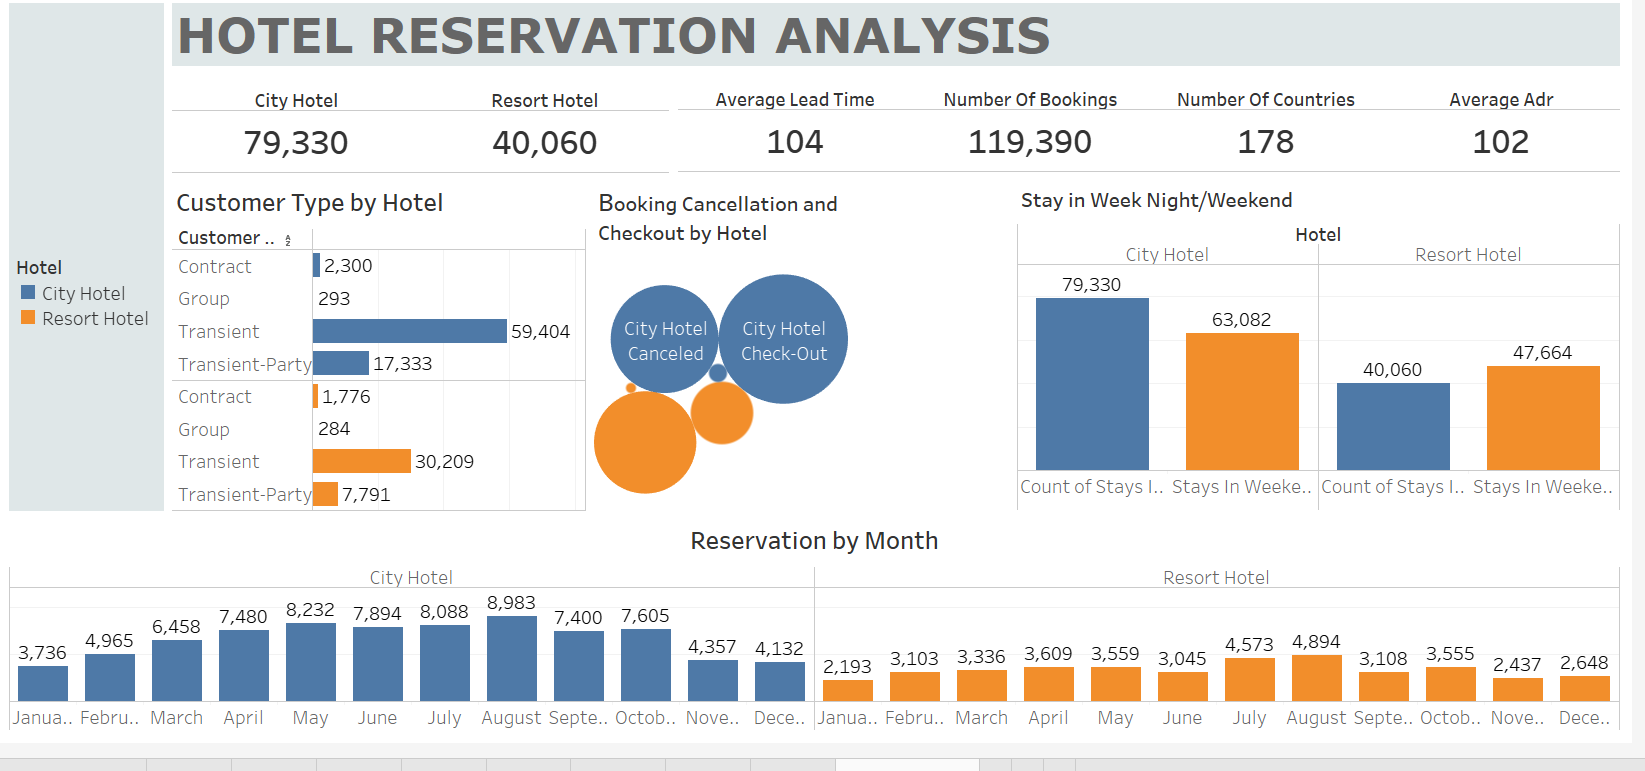 HOTEL RESERVATION ANALYSIS
City Hotel
79,330
Resort Hotel
40,060
Average Lead Time
104
Number Of Bookings
119,390
Number Of Countries
178
Average Adr
102
Hotel
City Hotel
Resort Hotel
Customer Type by Hotel
Customer ..
Contract 2,300
Group 293
Transient 59,404
Transient-Party 17,333
Contract 1,776
Group 284
Transient 30,209
Transient-Party 7,791
Booking Cancellation and
Checkout by Hotel
City Hotel
Canceled
City Hotel
Check-Out
Stay in Week Night/Weekend
Hotel
City Hotel Resort Hotel
79,330 63,082 40,060 47,664
Count of Stays I.. Stays In Weeke.. Count of Stays I.. Stays In Weeke..
Reservation by Month
City Hotel
3,736 4,965 6,458 7,480 8,232 7,894 8,088 8,983 7,400 7,605 4,357 4,132
Janua.. Febru.. March April May June July August Septe.. Octob.. Nove.. Dece..
Resort Hotel
2,193 3,103 3,336 3,609 3,559 3,045 4,573 4,894 3,108 3,555 2,437 2,648
Janua.. Febru.. March April May June July August Septe.. Octob.. Nove.. Dece..